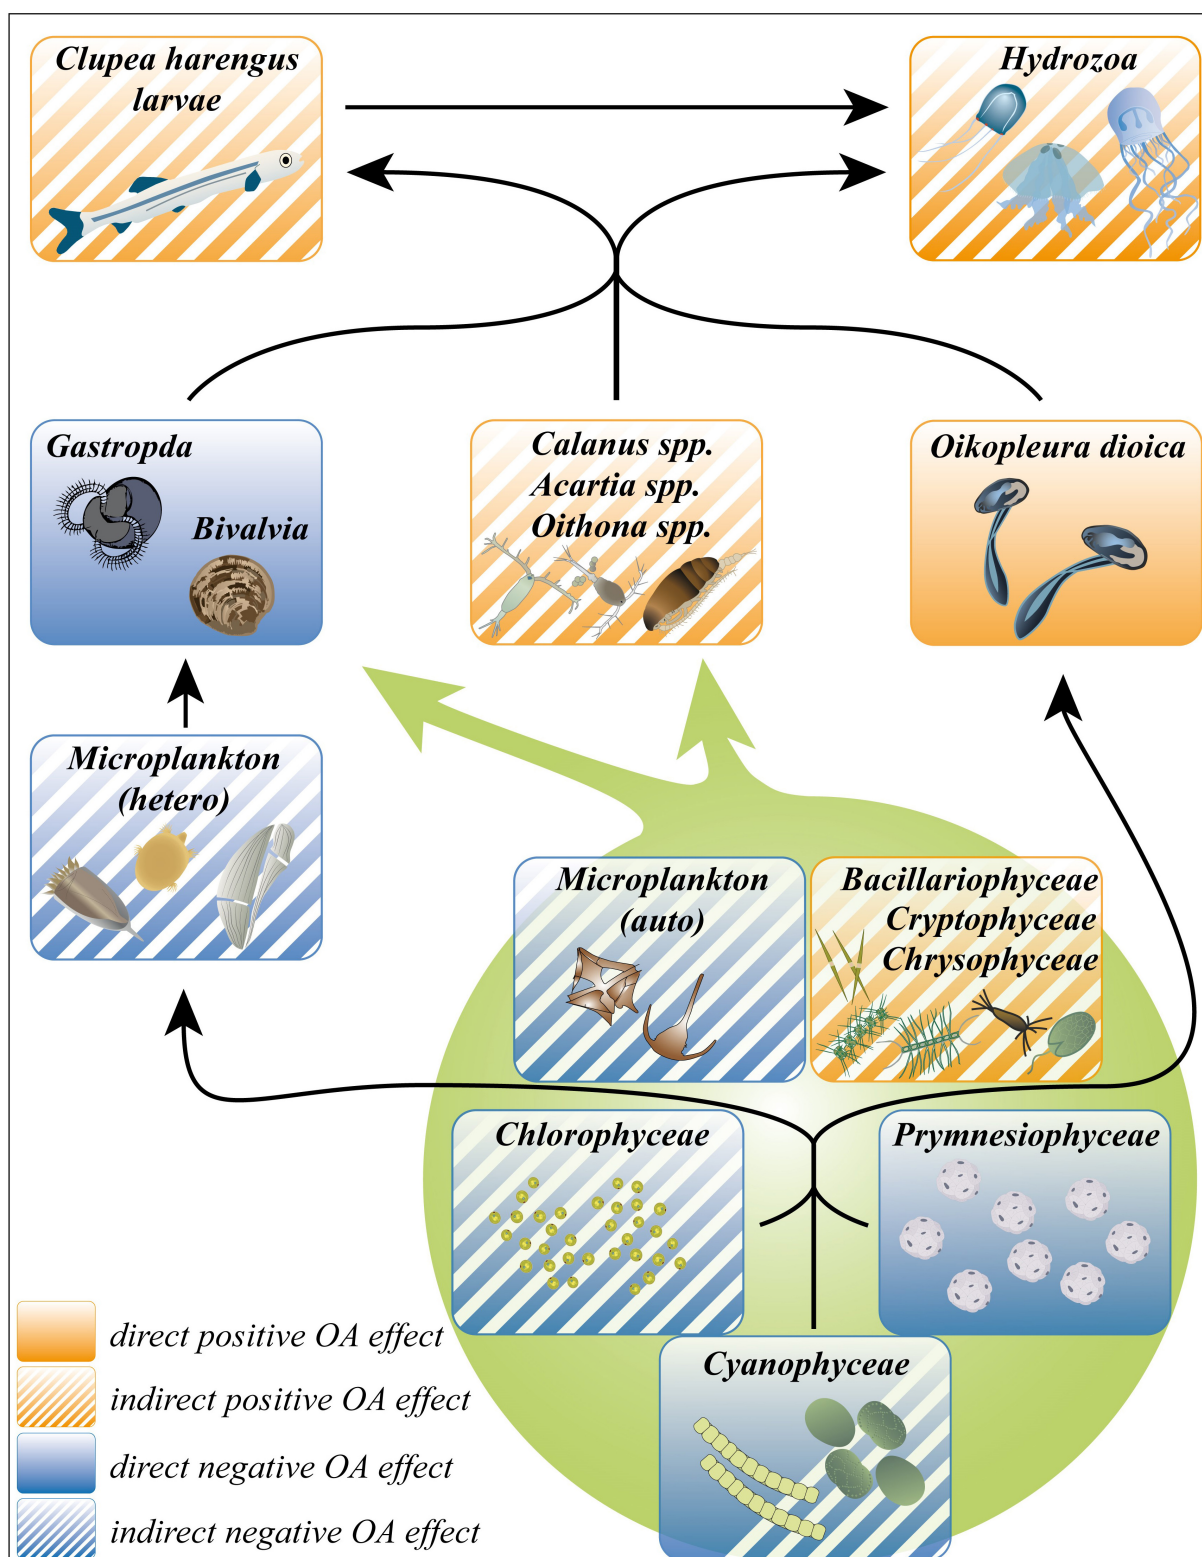 Clupea harengus
larvae
Hydrozoa
Gastropda
Bivalvia
Calanus spp.
Acartia spp.
Oithona spp.
Oikopleura dioica
Microplankton
(hetero)
Microplankton
(auto)
Bacillariophyceae
Cryptophyceae
Chrysophyceae
Chlorophyceae
Prymnesiophyceae
Cyanophyceae
direct positive OA effect
indirect positive OA effect
direct negative OA effect
indirect negative OA effect